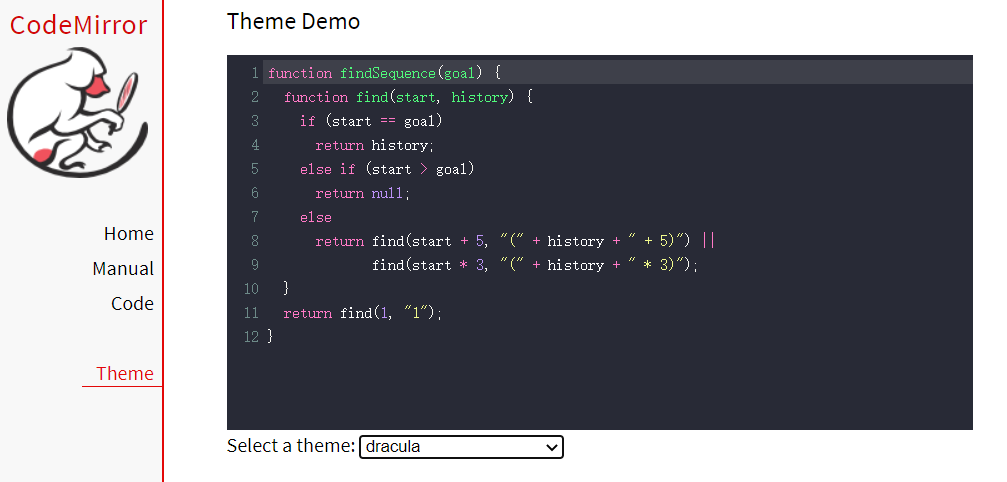 CodeMirror
Home
Manual
Code
Theme
Theme Demo
1 function findSequence(goal) {
2   function find(start, history) {
3     if (start == goal)
4       return history;
5     else if (start > goal)
6       return null;
7     else
8       return find(start + 5, "(" + history + " + 5)") ||
9              find(start * 3, "(" + history + " * 3)");
10   }
11   return find(1, "1");
12 }
Select a theme: dracula